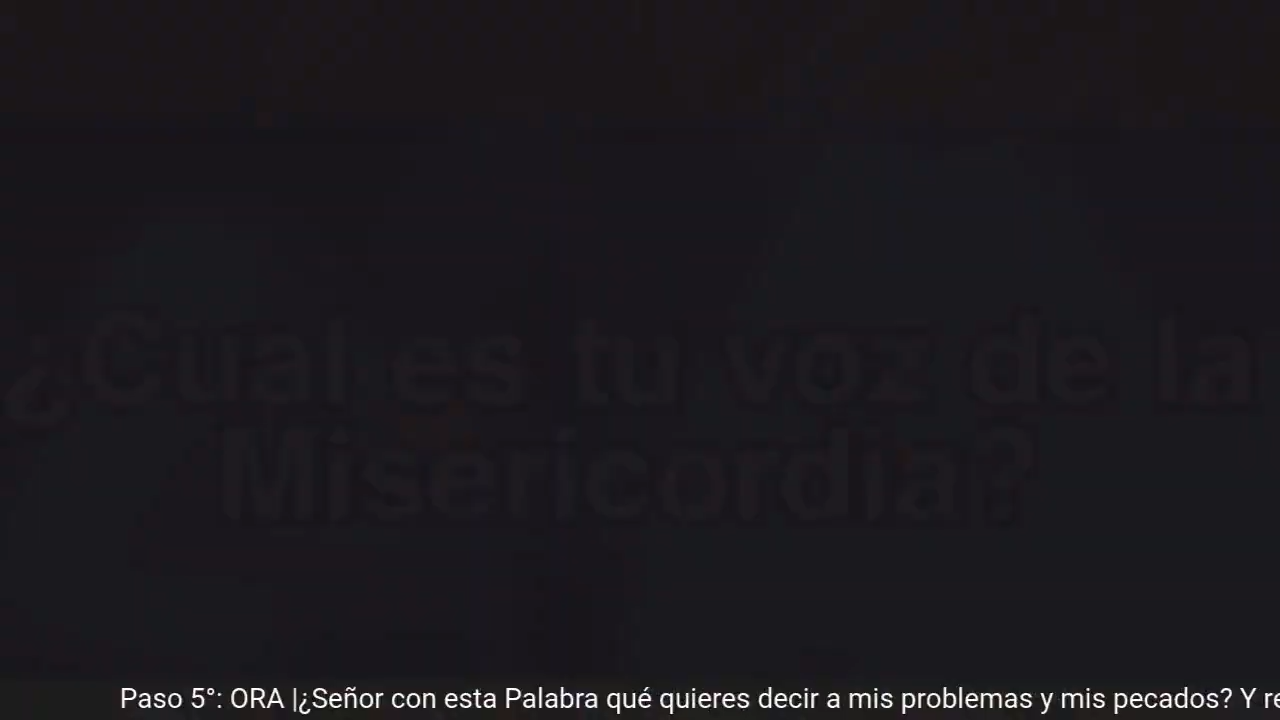 ¿Cual es tu voz de la
Misericordia?
Paso 5°: ORA |¿Señor con esta Palabra qué quieres decir a mis problemas y mis pecados? Y re